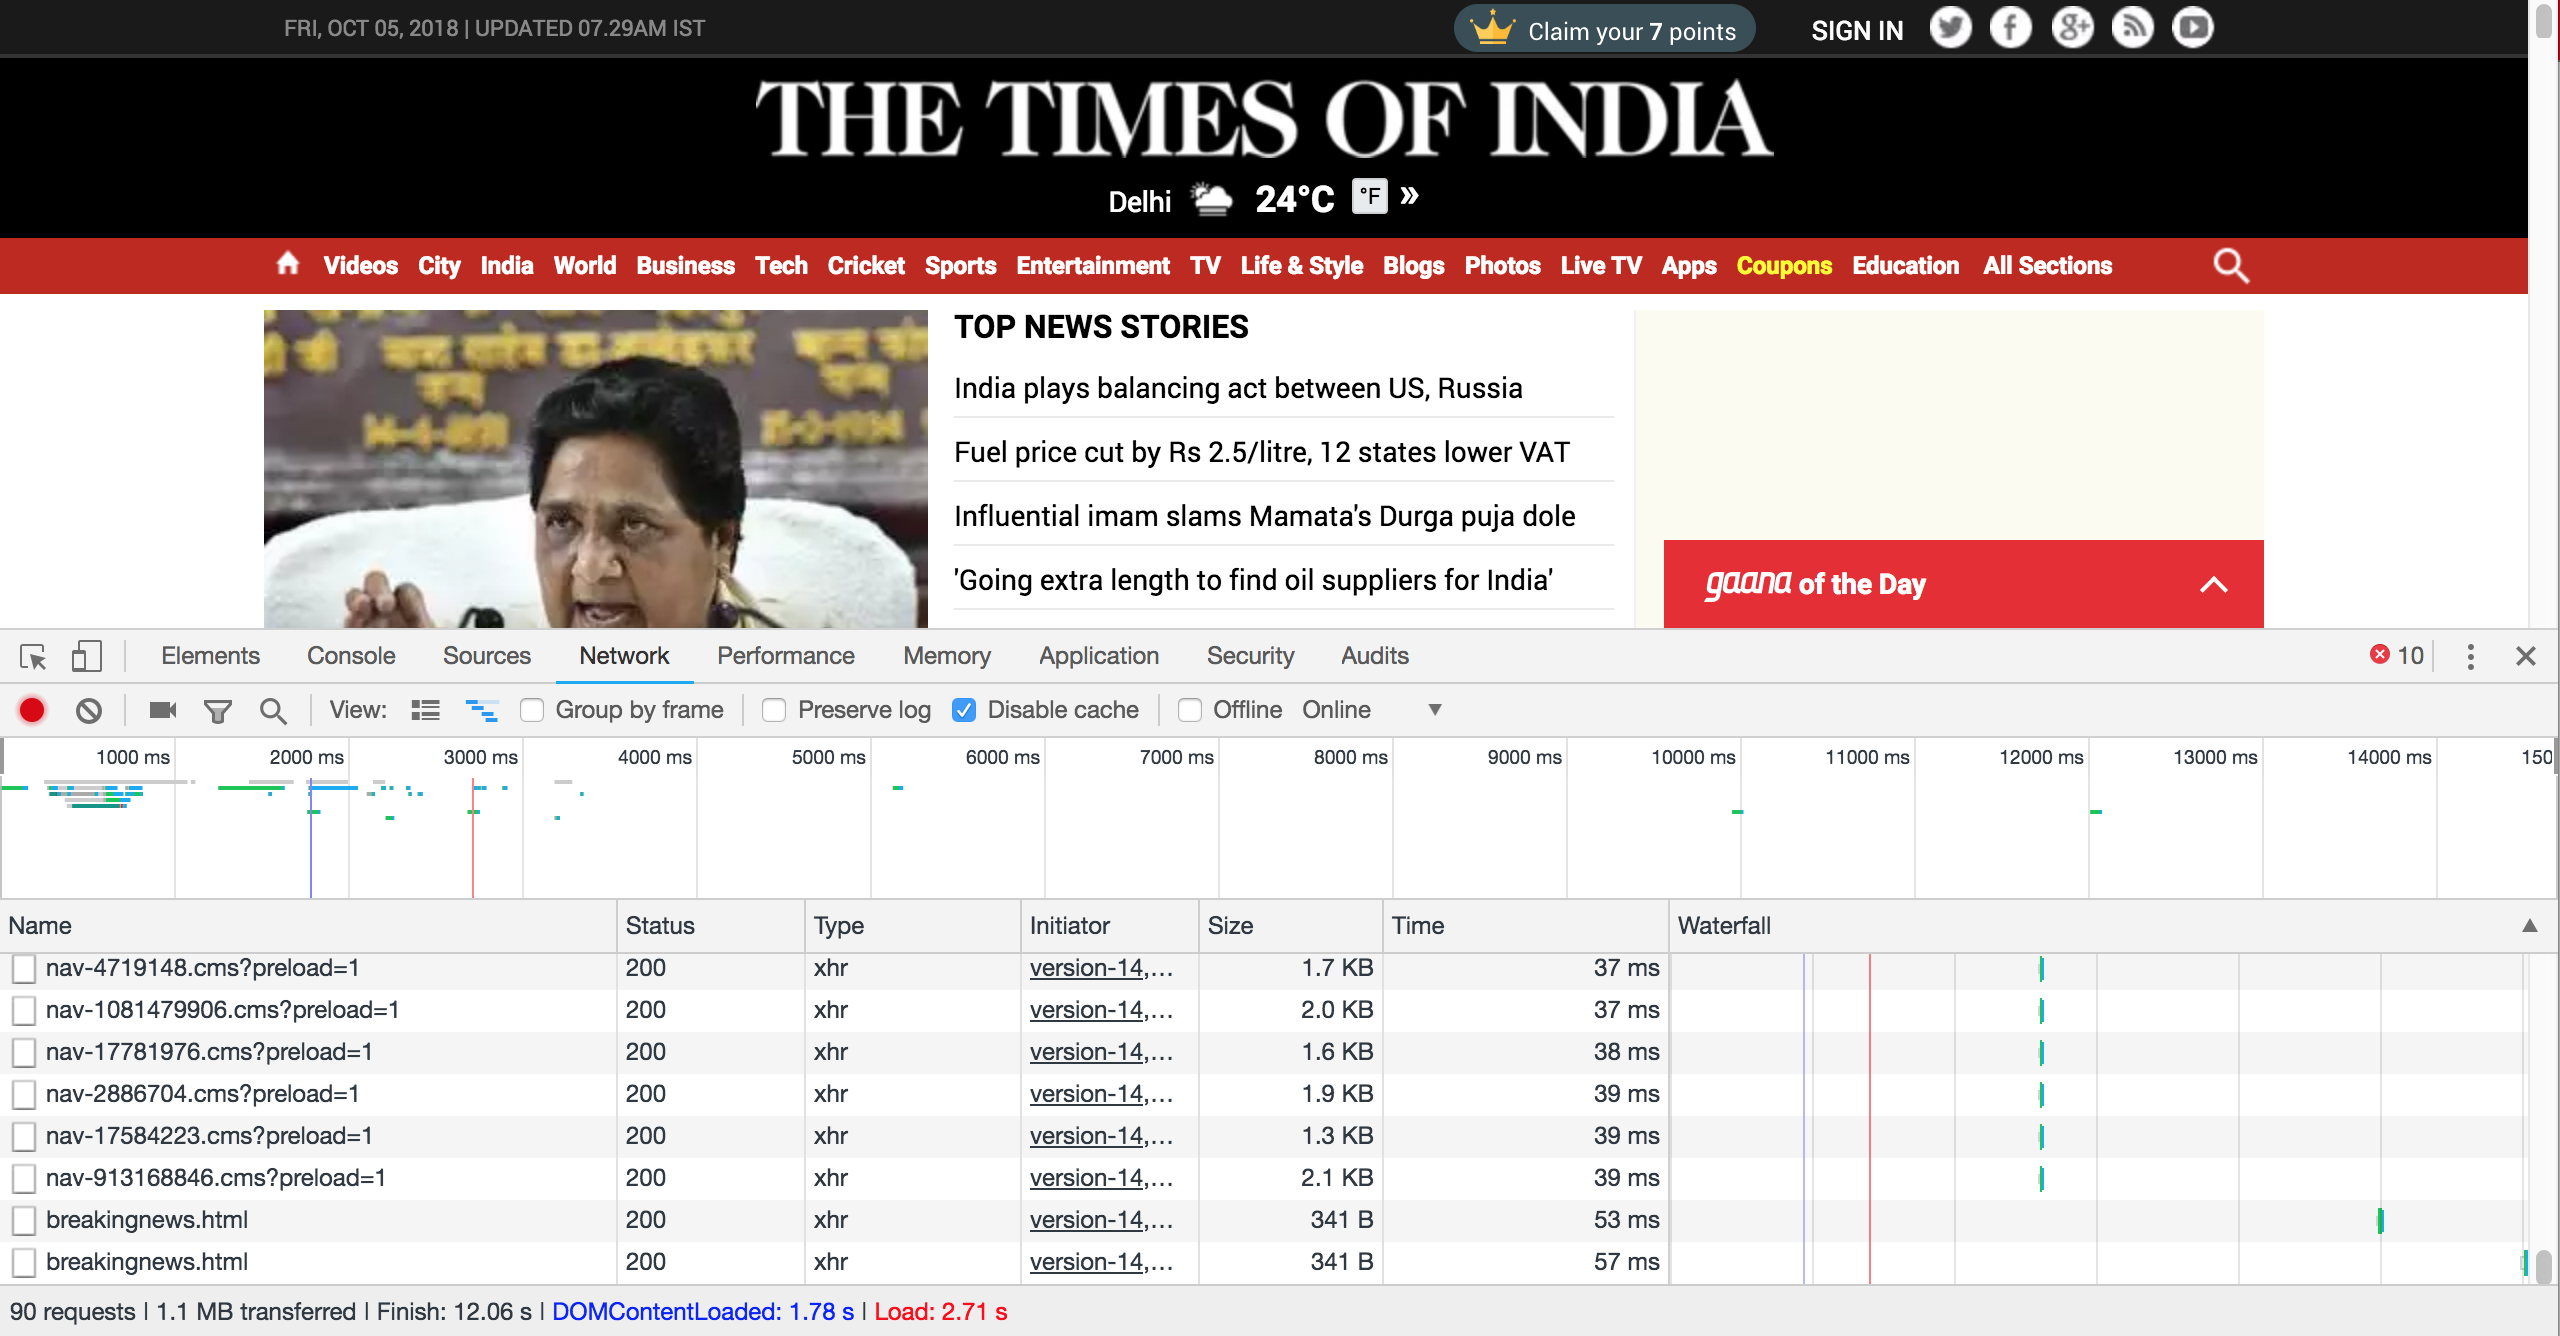 FRI, OCT 05, 2018 | UPDATED 07.29AM IST
Claim your 7 points
SIGN IN
THE TIMES OF INDIA
Delhi 24°C °F »
Videos City India World Business Tech Cricket Sports Entertainment TV Life & Style Blogs Photos Live TV Apps Coupons Education All Sections
TOP NEWS STORIES
India plays balancing act between US, Russia
Fuel price cut by Rs 2.5/litre, 12 states lower VAT
Influential imam slams Mamata's Durga puja dole
'Going extra length to find oil suppliers for India'
gaana of the Day
Elements Console Sources Network Performance Memory Application Security Audits 10
View: Group by frame Preserve log Disable cache Offline Online
1000 ms 2000 ms 3000 ms 4000 ms 5000 ms 6000 ms 7000 ms 8000 ms 9000 ms 10000 ms 11000 ms 12000 ms 13000 ms 14000 ms 150
Name Status Type Initiator Size Time Waterfall
nav-4719148.cms?preload=1 200 xhr version-14,... 1.7 KB 37 ms
nav-1081479906.cms?preload=1 200 xhr version-14,... 2.0 KB 37 ms
nav-17781976.cms?preload=1 200 xhr version-14,... 1.6 KB 38 ms
nav-2886704.cms?preload=1 200 xhr version-14,... 1.9 KB 39 ms
nav-17584223.cms?preload=1 200 xhr version-14,... 1.3 KB 39 ms
nav-913168846.cms?preload=1 200 xhr version-14,... 2.1 KB 39 ms
breakingnews.html 200 xhr version-14,... 341 B 53 ms
breakingnews.html 200 xhr version-14,... 341 B 57 ms
90 requests | 1.1 MB transferred | Finish: 12.06 s | DOMContentLoaded: 1.78 s | Load: 2.71 s